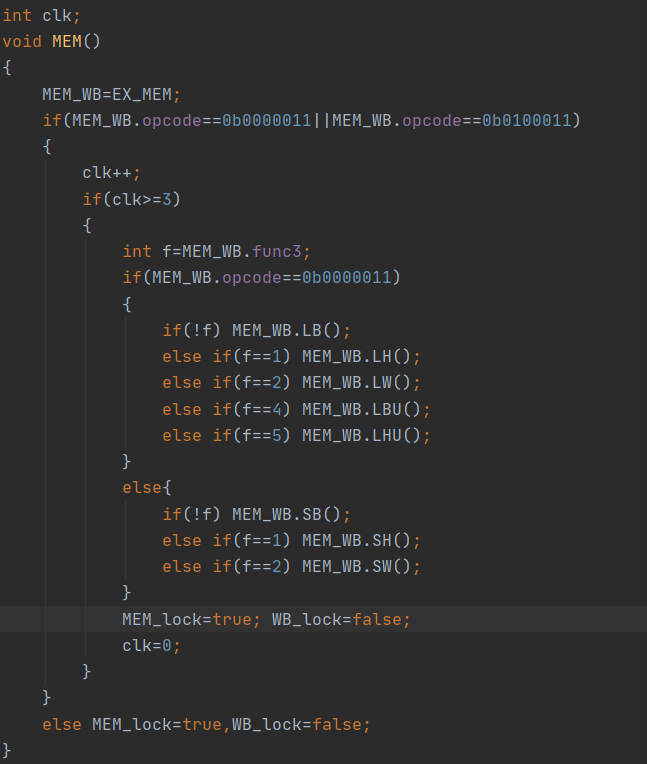 int clk;
void MEM()
{
    MEM_WB=EX_MEM;
    if(MEM_WB.opcode==0b0000011||MEM_WB.opcode==0b0100011)
    {
        clk++;
        if(clk>=3)
        {
            int f=MEM_WB.func3;
            if(MEM_WB.opcode==0b0000011)
            {
                if(!f) MEM_WB.LB();
                else if(f==1) MEM_WB.LH();
                else if(f==2) MEM_WB.LW();
                else if(f==4) MEM_WB.LBU();
                else if(f==5) MEM_WB.LHU();
            }
            else{
                if(!f) MEM_WB.SB();
                else if(f==1) MEM_WB.SH();
                else if(f==2) MEM_WB.SW();
            }
            MEM_lock=true; WB_lock=false;
            clk=0;
        }
    }
    else MEM_lock=true,WB_lock=false;
}